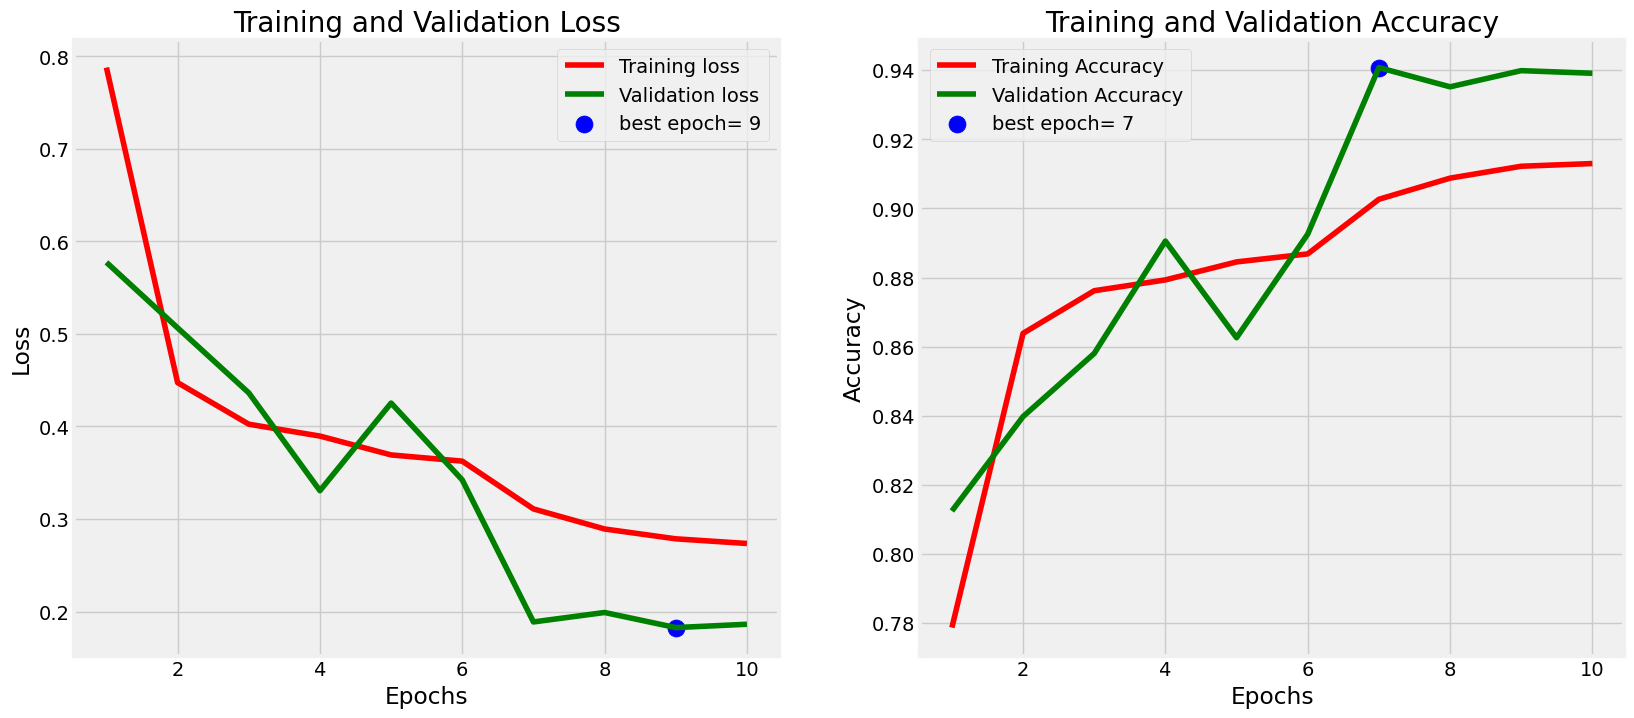 Training and Validation Loss
Training loss
Validation loss
best epoch= 9
0.8
0.7
0.6
0.5
0.4
0.3
0.2
Loss
2 4 6 8 10
Epochs
Training and Validation Accuracy
Training Accuracy
Validation Accuracy
best epoch= 7
0.94
0.92
0.90
0.88
0.86
0.84
0.82
0.80
0.78
Accuracy
2 4 6 8 10
Epochs